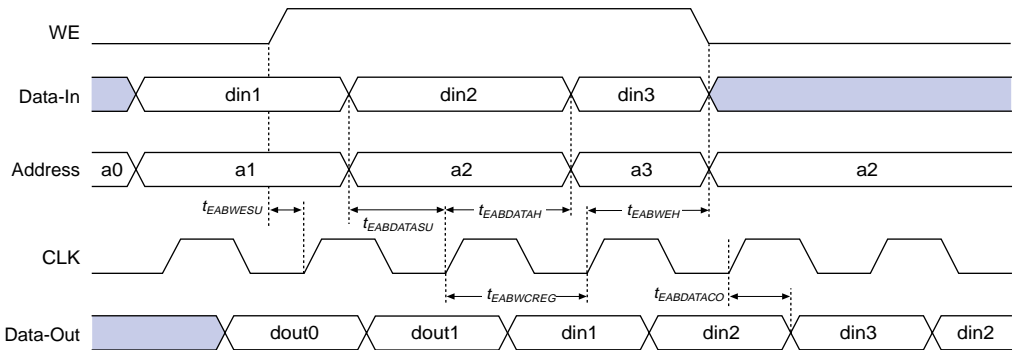 WE
Data-In din1 din2 din3
Address a0 a1 a2 a3 a2
tEABWESU tEABDATASU tEABDATAH tEABWEH
CLK
tEABWCREG tEABDATACO
Data-Out dout0 dout1 din1 din2 din3 din2